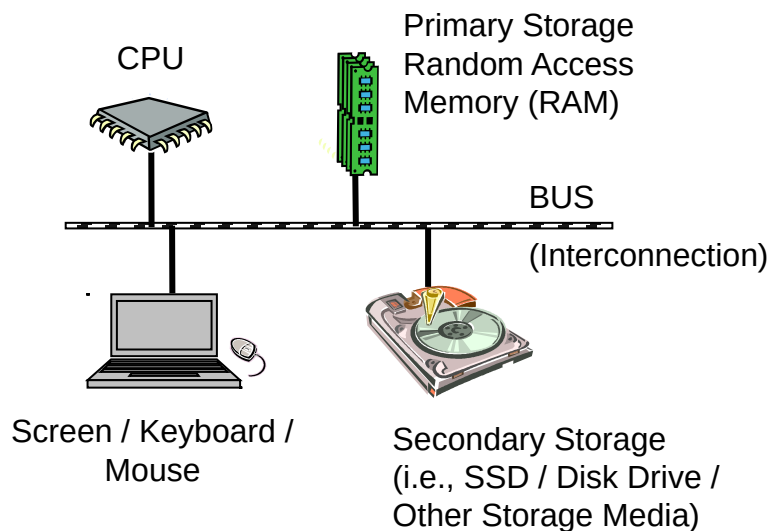 CPU
Primary Storage
Random Access
Memory (RAM)
BUS
(Interconnection)
Screen / Keyboard /
Mouse
Secondary Storage
(i.e., SSD / Disk Drive /
Other Storage Media)